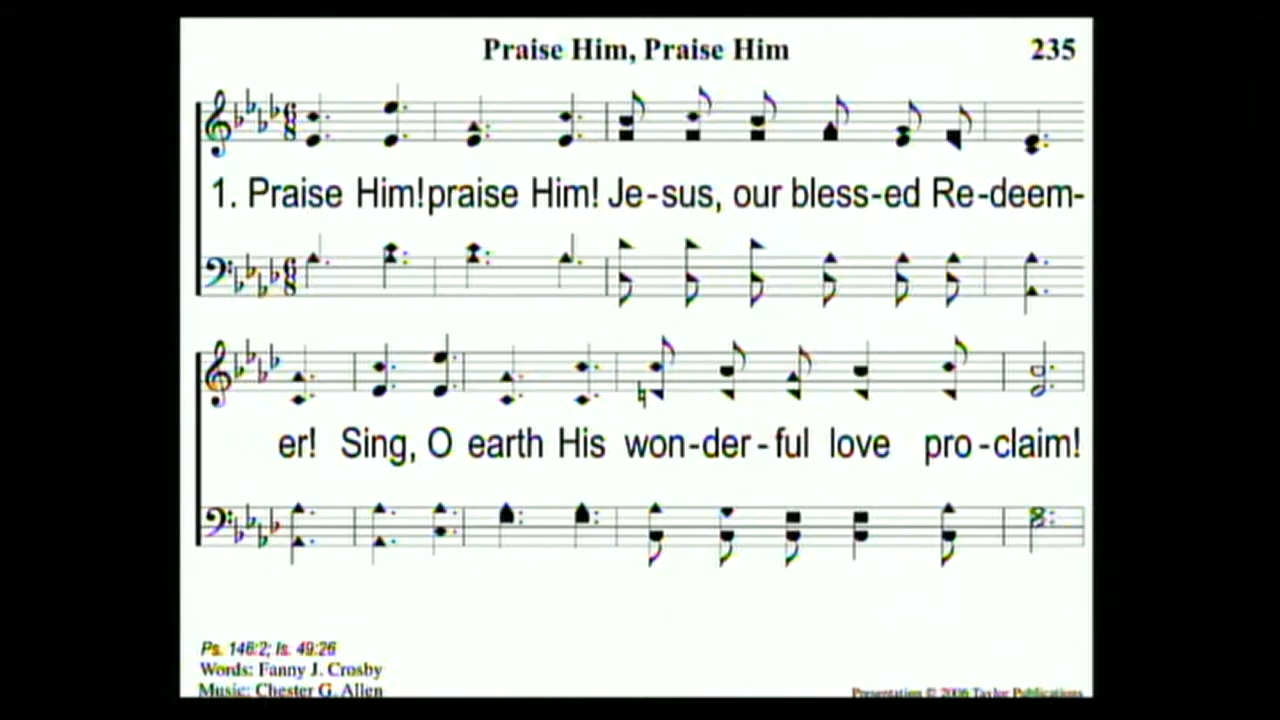 Praise Him, Praise Him 235
1. Praise Him! praise Him! Je-sus, our bless-ed Re-deem-
er! Sing, O earth His won-der-ful love pro-claim!
Ps. 146:2; Is. 49:26
Words: Fanny J. Crosby
Music: Chester G. Allen
Presentation © 2006 Taylor Publications